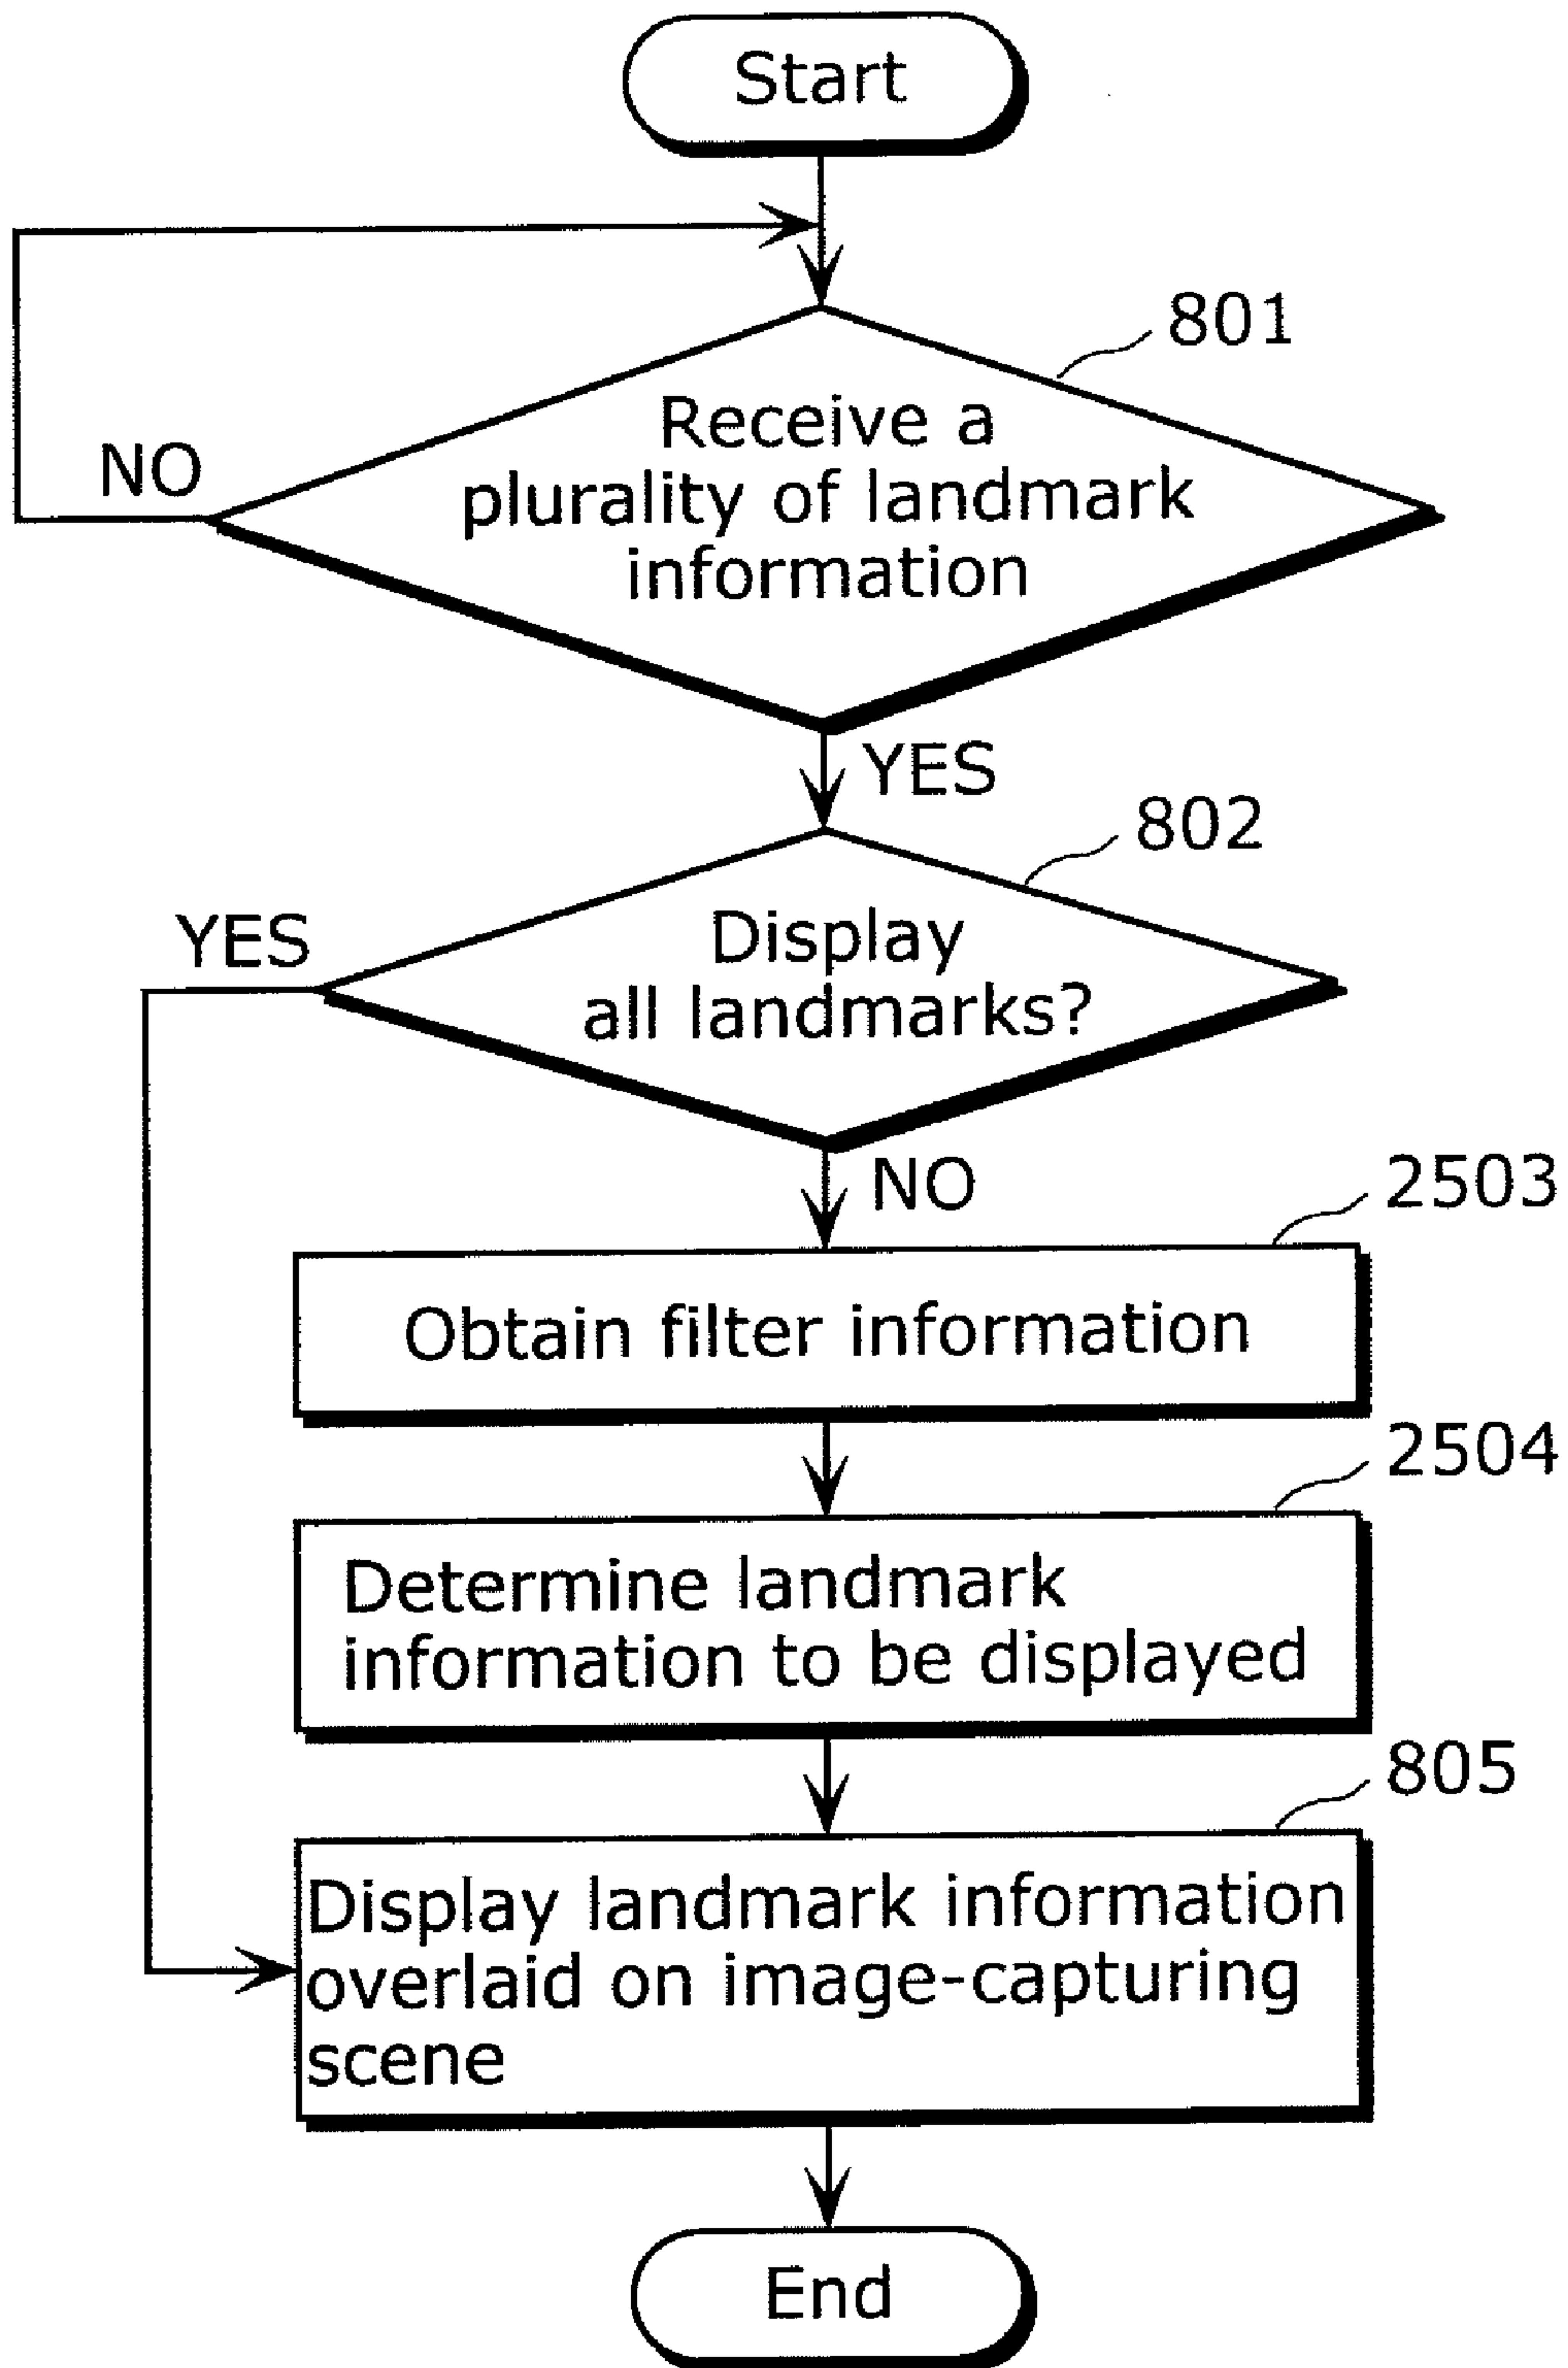 Start
801
Receive a
plurality of landmark
information
NO
YES
802
Display
all landmarks?
YES
NO
2503
Obtain filter information
2504
Determine landmark
information to be displayed
805
Display landmark information
overlaid on image-capturing
scene
End